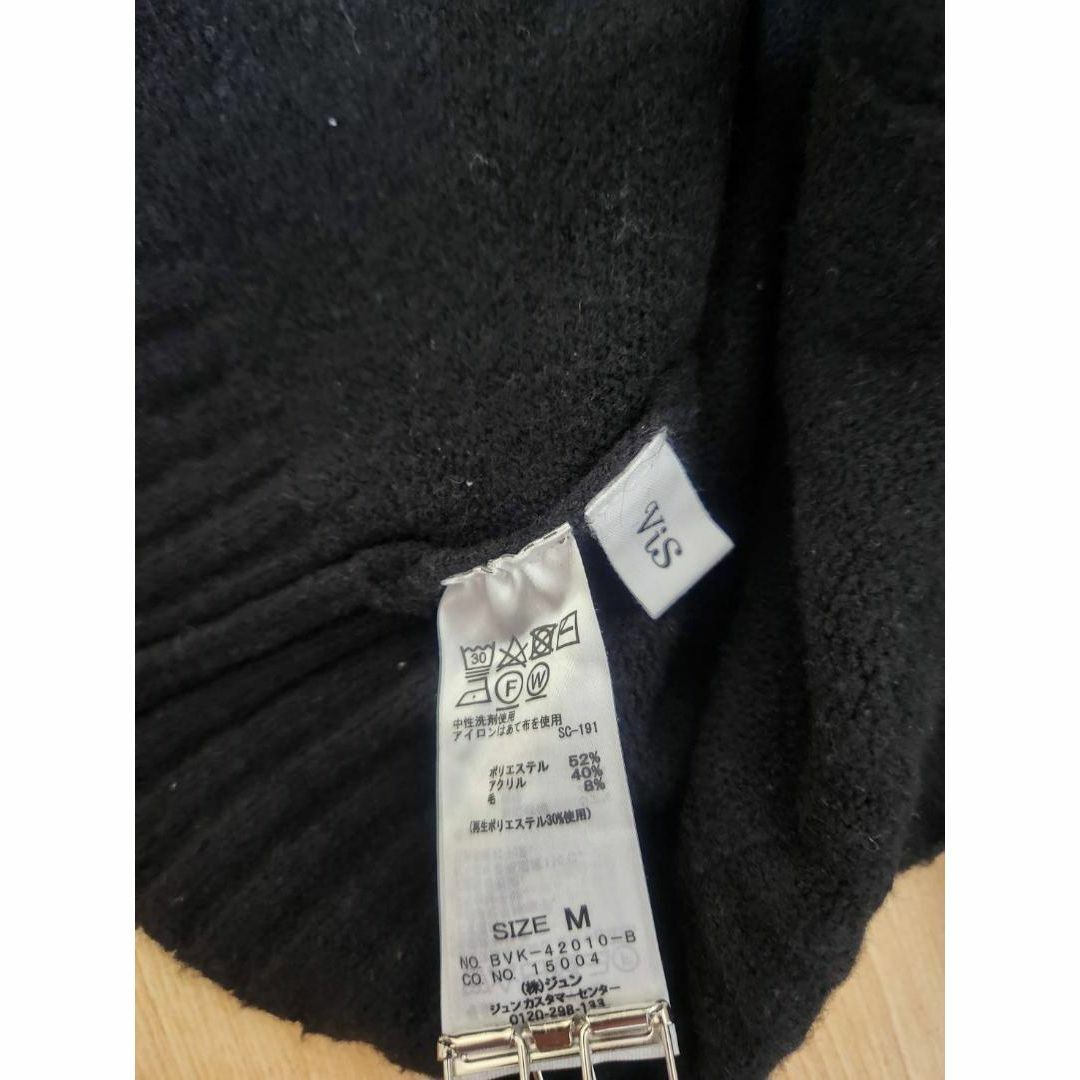 ViS
30
F W
中性洗剤使用
アイロンはあて布を使用
SC-191
ポリエステル 52%
アクリル 40%
毛 8%
(再生ポリエステル30%使用)
SIZE M
NO. BVK-42010-B
CO. NO. 15004
(株)ジュン
ジュンカスタマーセンター
0120-298-133